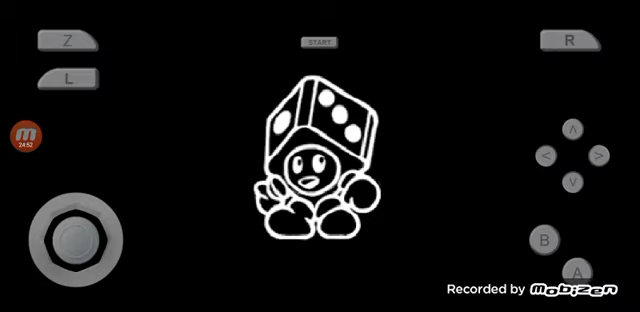 Z
START
R
L
m
24:52
˄
˂ ˃
˅
B
A
Recorded by Mobizen